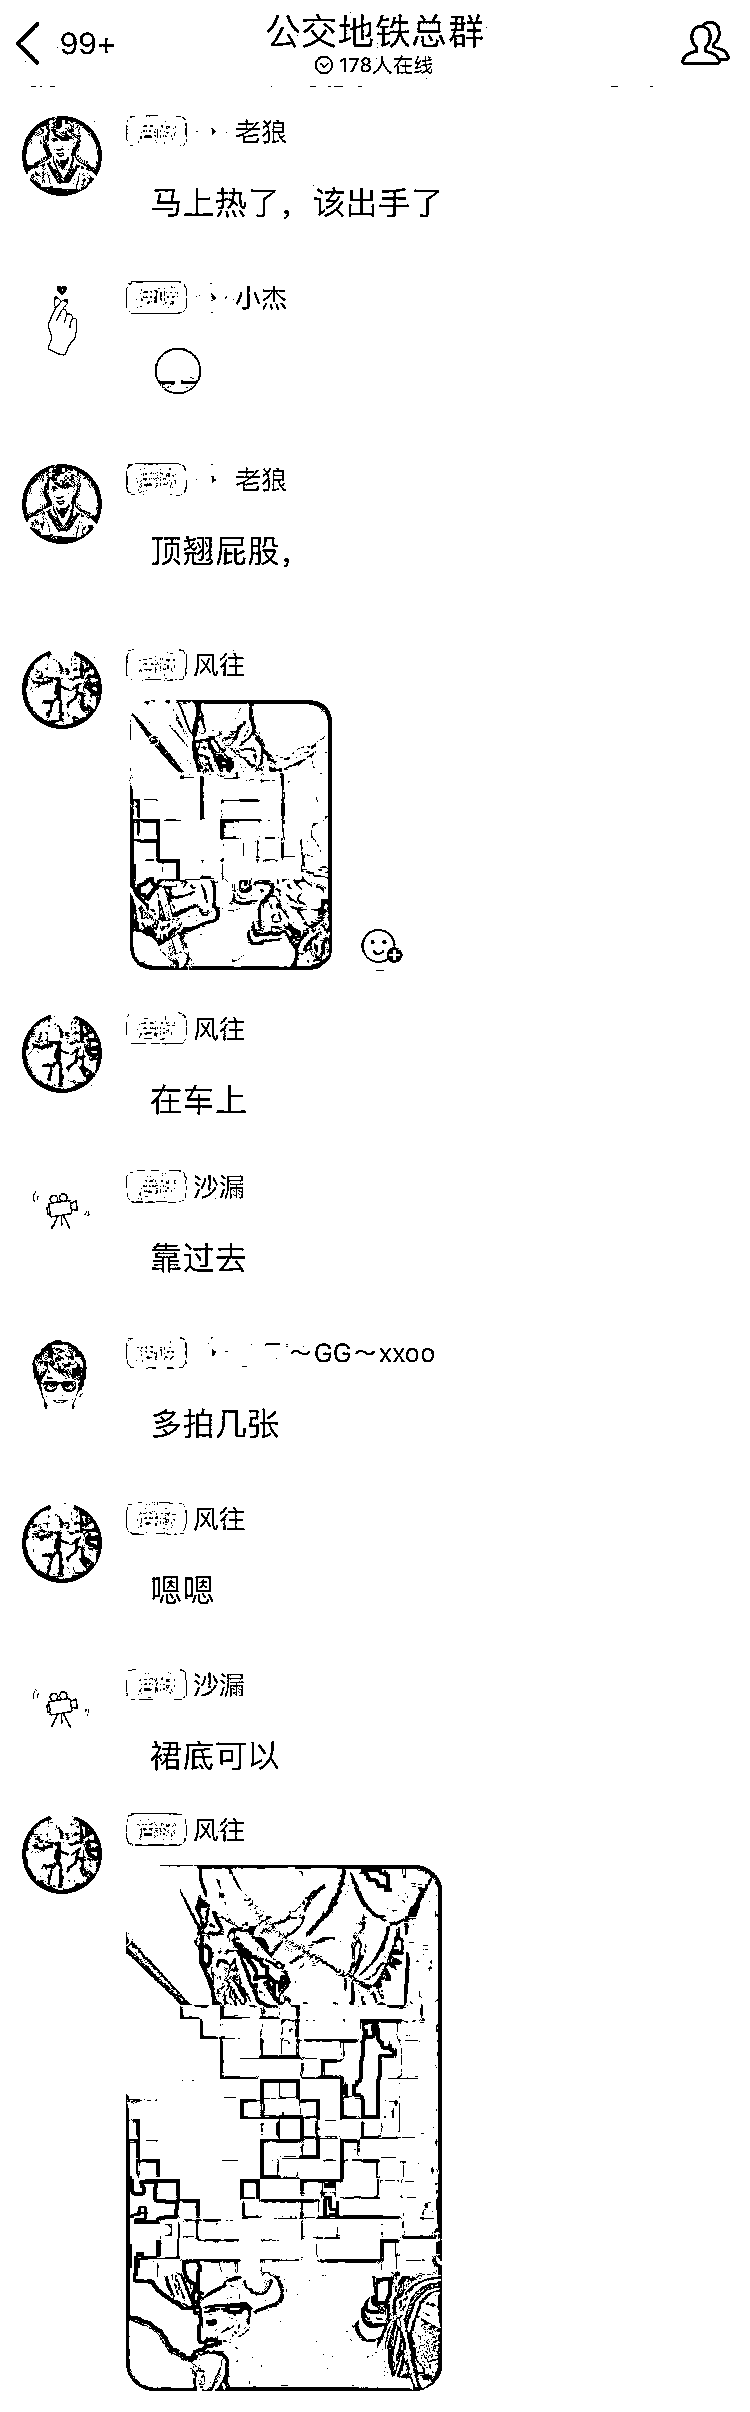 99+
公交地铁总群
178人在线
老狼
马上热了，该出手了
小杰
老狼
顶翘屁股，
风往
风往
在车上
沙漏
靠过去
～GG～xxoo
多拍几张
风往
嗯嗯
沙漏
裙底可以
风往